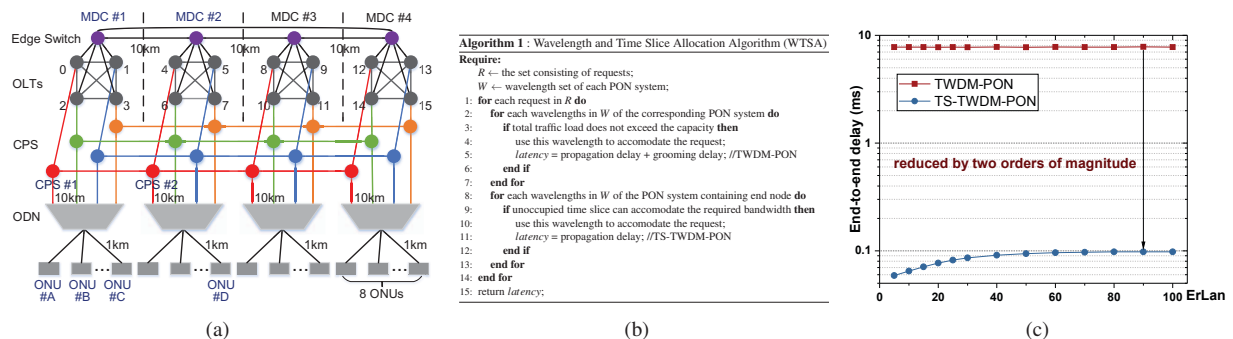 MDC #1 MDC #2 MDC #3 MDC #4
Edge Switch
10km 10km 10km
0 1 4 5 8 9 12 13
OLTs
2 3 6 7 10 11 14 15
CPS
CPS #1 CPS #2
10km 10km 10km 10km
ODN
1km 1km 1km 1km
ONU #A ONU #B ONU #C ONU #D
8 ONUs
(a)
Algorithm 1 : Wavelength and Time Slice Allocation Algorithm (WTSA)
Require:
R ← the set consisting of requests;
W ← wavelength set of each PON system;
1: for each request in R do
2: for each wavelengths in W of the corresponding PON system do
3: if total traffic load does not exceed the capacity then
4: use this wavelength to accomodate the request;
5: latency = propagation delay + grooming delay; //TWDM-PON
6: end if
7: end for
8: for each wavelengths in W of the PON system containing end node do
9: if unoccupied time slice can accomodate the required bandwidth then
10: use this wavelength to accomodate the request;
11: latency = propagation delay; //TS-TWDM-PON
12: end if
13: end for
14: end for
15: return latency;
(b)
End-to-end delay (ms)
10
1
0.1
TWDM-PON
TS-TWDM-PON
reduced by two orders of magnitude
0 20 40 60 80 100 ErLan
(c)